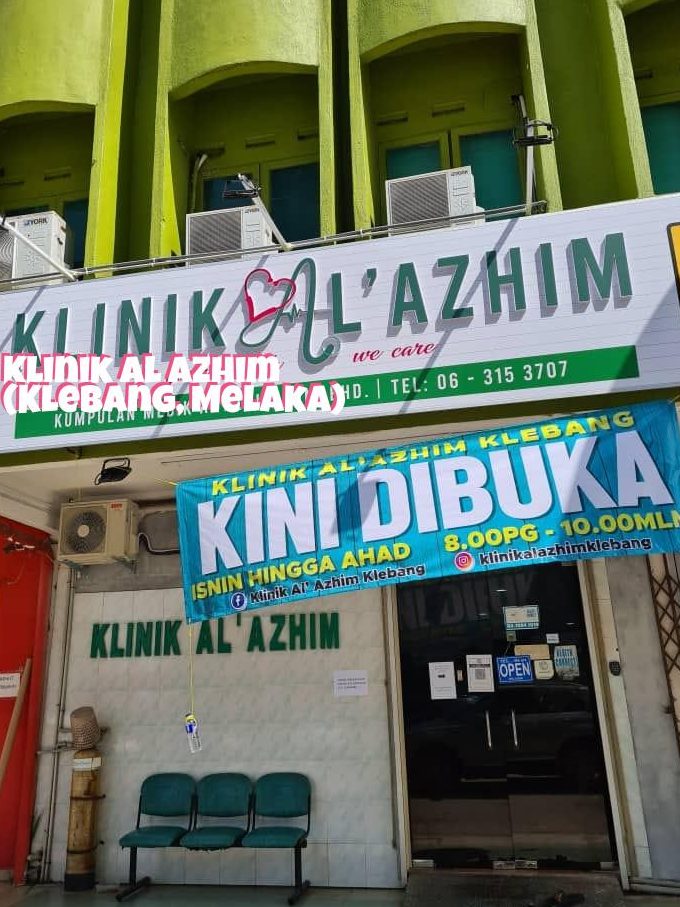 YORK
YORK
YORK
KLINIK AL'AZHIM
we care
Klinik Al Azhim
(Klebang, Melaka)
KUMPULAN MEDIK HD. | TEL: 06 - 315 3707
KLINIK AL'AZHIM KLEBANG
KINI DIBUKA
ISNIN HINGGA AHAD 8.00PG - 10.00MLM
Klinik Al' Azhim Klebang klinikalazhimklebang
KLINIK AL'AZHIM
OPEN